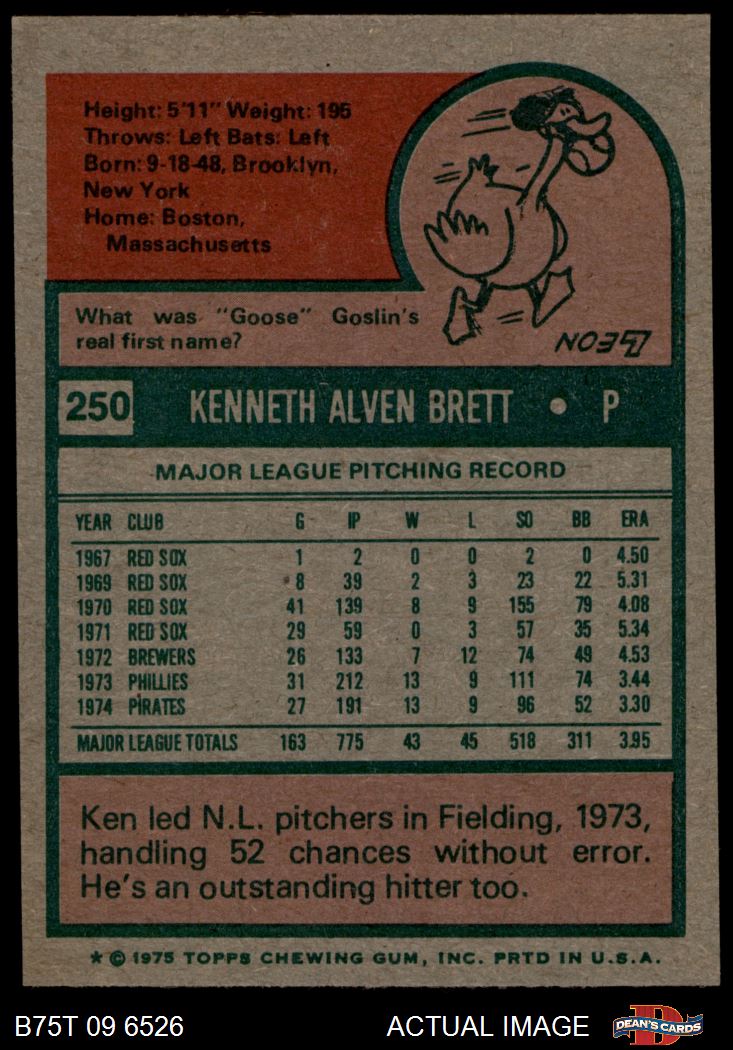 Height: 5'11" Weight: 195
Throws: Left Bats: Left
Born: 9-18-48, Brooklyn,
New York
Home: Boston,
Massachusetts
What was "Goose" Goslin's
real first name?
LEON
250 KENNETH ALVEN BRETT • P
MAJOR LEAGUE PITCHING RECORD
YEAR CLUB G IP W L SO BB ERA
1967 RED SOX 1 2 0 0 2 0 4.50
1969 RED SOX 8 39 2 3 23 22 5.31
1970 RED SOX 41 139 8 9 155 79 4.08
1971 RED SOX 29 59 0 3 57 35 5.34
1972 BREWERS 26 133 7 12 74 49 4.53
1973 PHILLIES 31 212 13 9 111 74 3.44
1974 PIRATES 27 191 13 9 96 52 3.30
MAJOR LEAGUE TOTALS 163 775 43 45 518 311 3.95
Ken led N.L. pitchers in Fielding, 1973,
handling 52 chances without error.
He's an outstanding hitter too.
* © 1975 TOPPS CHEWING GUM, INC. PRTD IN U.S.A.
B75T 09 6526 ACTUAL IMAGE D DEAN'S CARDS